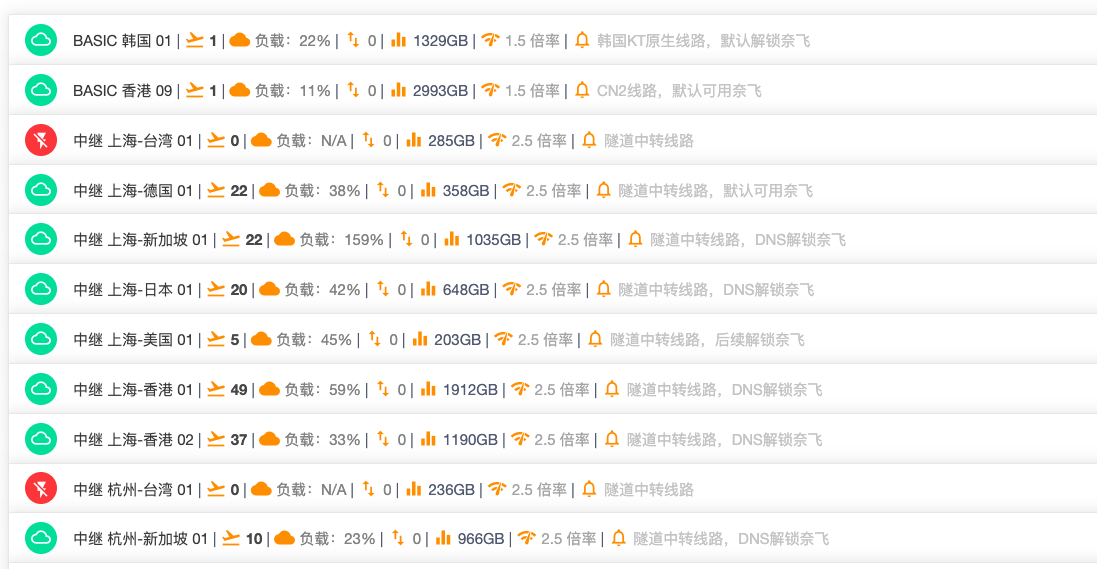 BASIC 韩国 01 | 1 | 负载：22% | 0 | 1329GB | 1.5 倍率 | 韩国KT原生线路，默认解锁奈飞
BASIC 香港 09 | 1 | 负载：11% | 0 | 2993GB | 1.5 倍率 | CN2线路，默认可用奈飞
中继 上海-台湾 01 | 0 | 负载：N/A | 0 | 285GB | 2.5 倍率 | 隧道中转线路
中继 上海-德国 01 | 22 | 负载：38% | 0 | 358GB | 2.5 倍率 | 隧道中转线路，默认可用奈飞
中继 上海-新加坡 01 | 22 | 负载：159% | 0 | 1035GB | 2.5 倍率 | 隧道中转线路，DNS解锁奈飞
中继 上海-日本 01 | 20 | 负载：42% | 0 | 648GB | 2.5 倍率 | 隧道中转线路，DNS解锁奈飞
中继 上海-美国 01 | 5 | 负载：45% | 0 | 203GB | 2.5 倍率 | 隧道中转线路，后续解锁奈飞
中继 上海-香港 01 | 49 | 负载：59% | 0 | 1912GB | 2.5 倍率 | 隧道中转线路，DNS解锁奈飞
中继 上海-香港 02 | 37 | 负载：33% | 0 | 1190GB | 2.5 倍率 | 隧道中转线路，DNS解锁奈飞
中继 杭州-台湾 01 | 0 | 负载：N/A | 0 | 236GB | 2.5 倍率 | 隧道中转线路
中继 杭州-新加坡 01 | 10 | 负载：23% | 0 | 966GB | 2.5 倍率 | 隧道中转线路，DNS解锁奈飞